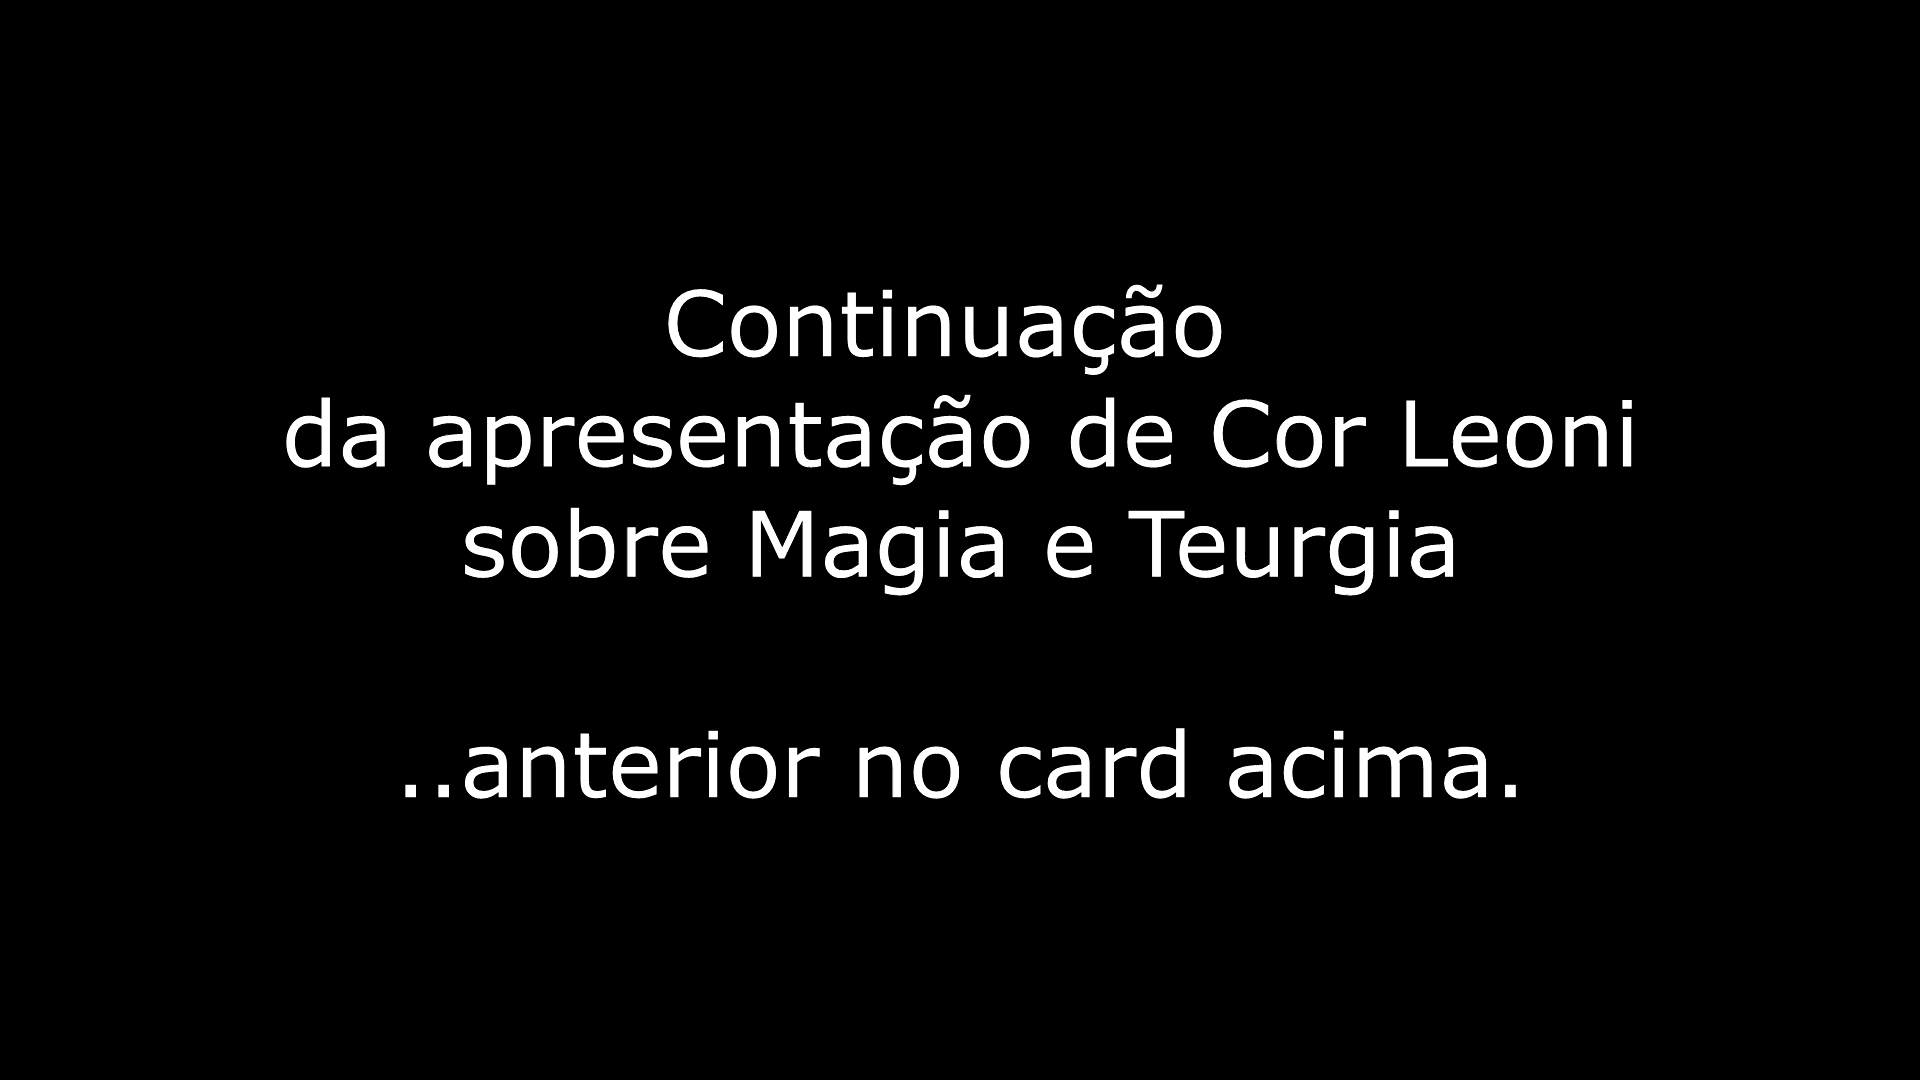 Continuação
da apresentação de Cor Leoni
sobre Magia e Teurgia
..anterior no card acima.